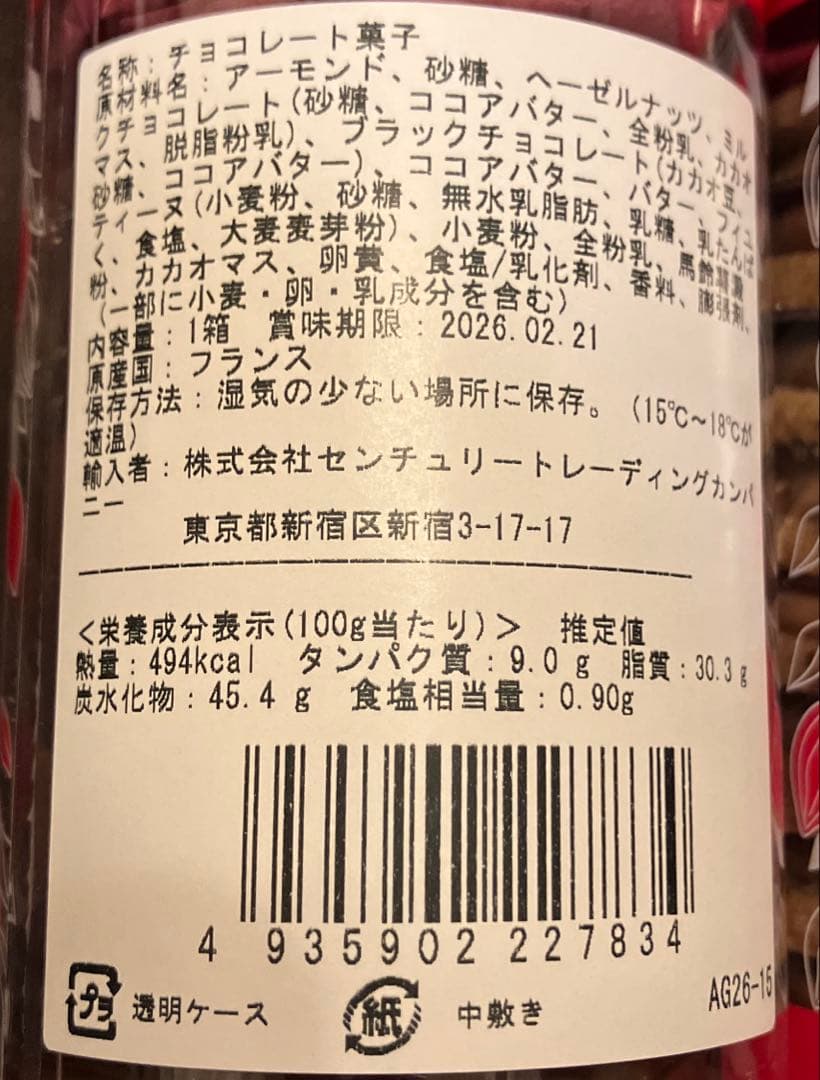 名称：チョコレート菓子
原材料名：アーモンド、砂糖、ヘーゼルナッツ、ミル
クチョコレート(砂糖、ココアバター、全粉乳、カカオ
マス、脱脂粉乳)、ブラックチョコレート(カカオ豆、
砂糖、ココアバター)、ココアバター、バター、フイユ
ティーヌ(小麦粉、砂糖、無水乳脂肪、乳糖、乳たんぱ
く、食塩、大麦麦芽粉)、小麦粉、全粉乳、馬鈴薯澱
粉、カカオマス、卵黄、食塩/乳化剤、香料、膨張剤、
(一部に小麦・卵・乳成分を含む)
内容量：1箱　賞味期限：2026.02.21
原産国：フランス
保存方法：湿気の少ない場所に保存。(15℃～18℃が
適温)
輸入者：株式会社センチュリートレーディングカンパ
ニー
東京都新宿区新宿3-17-17
<栄養成分表示(100g当たり)>　推定値
熱量：494kcal　タンパク質：9.0 g　脂質：30.3 g
炭水化物：45.4 g　食塩相当量：0.90g
4 935902 227834
プラ 透明ケース　紙 中敷き　AG26-15